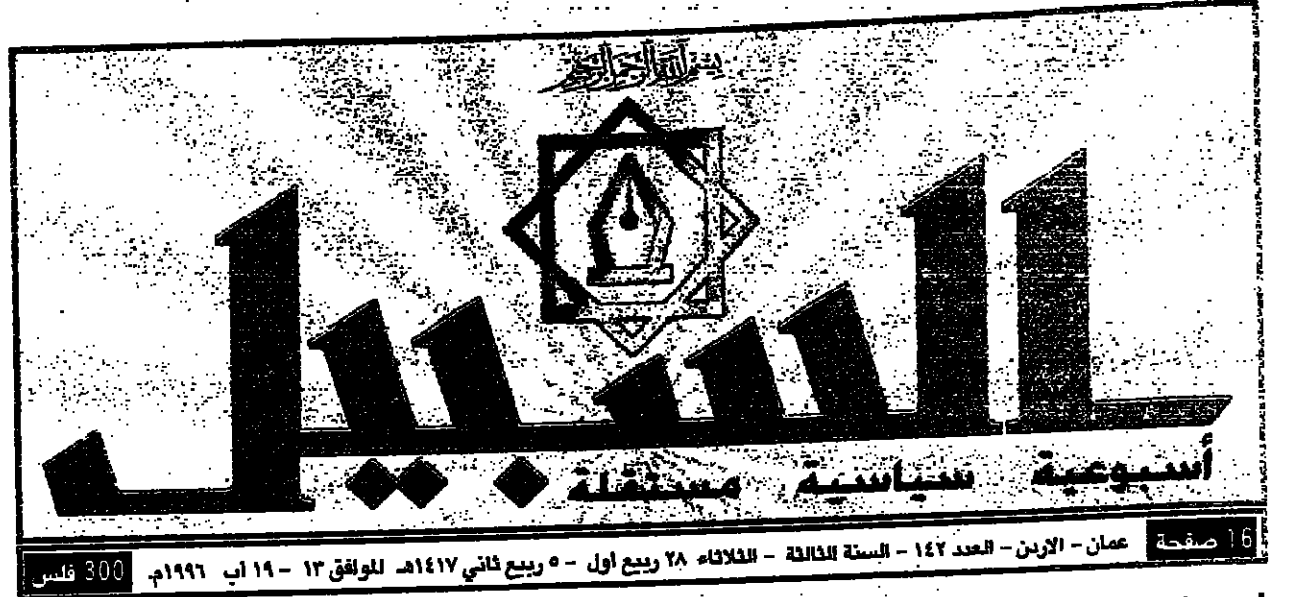 بسم الله الرحمن الرحيم
السبيل
أسبوعية سياسية مستقلة
16 صفحة عمان - الاردن - العدد ١٤٢ - السنة الثالثة - الثلاثاء ٢٨ ربيع أول - ٥ ربيع ثاني ١٤١٧هـ الموافق ١٣ - ١٩ آب ١٩٩٦م. 300 فلس